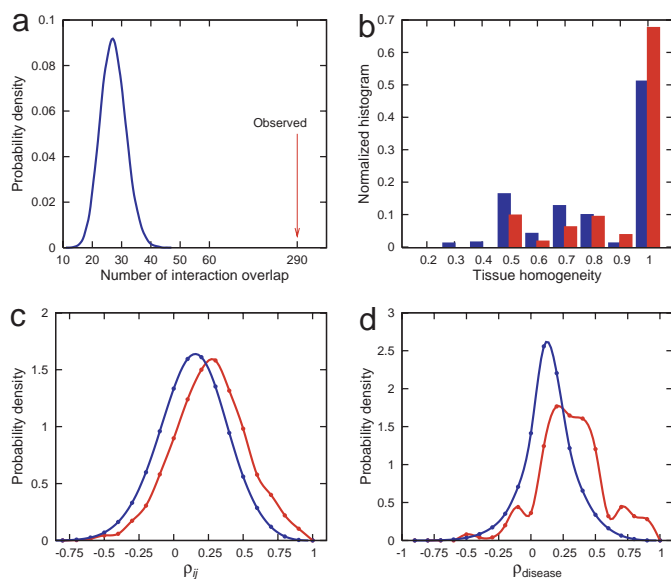 a
Probability density
0.1
0.08
0.06
0.04
0.02
0
10 20 30 40 50 60 290
Observed
Number of interaction overlap
b
Normalized histogram
0.7
0.6
0.5
0.4
0.3
0.2
0.1
0
0.2 0.3 0.4 0.5 0.6 0.7 0.8 0.9 1
Tissue homogeneity
c
Probability density
2
1.5
1
0.5
0
-0.75 -0.5 -0.25 0 0.25 0.5 0.75 1
ρij
d
Probability density
3
2.5
2
1.5
1
0.5
0
-1 -0.75 -0.5 -0.25 0 0.25 0.5 0.75 1
ρdisease